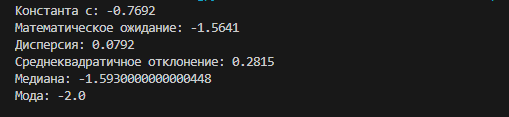 Константа c: -0.7692
Математическое ожидание: -1.5641
Дисперсия: 0.0792
Среднеквадратичное отклонение: 0.2815
Медиана: -1.5930000000000448
Мода: -2.0